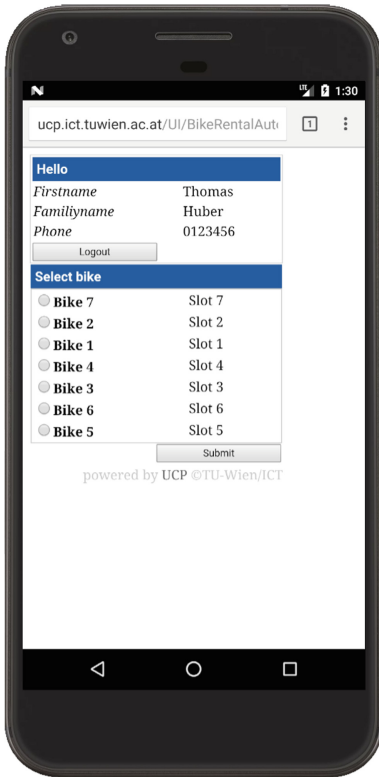 LTE 1:30
ucp.ict.tuwien.ac.at/UI/BikeRentalAut
1
Hello
Firstname Thomas
Familiyname Huber
Phone 0123456
Logout
Select bike
Bike 7 Slot 7
Bike 2 Slot 2
Bike 1 Slot 1
Bike 4 Slot 4
Bike 3 Slot 3
Bike 6 Slot 6
Bike 5 Slot 5
Submit
powered by UCP ©TU-Wien/ICT